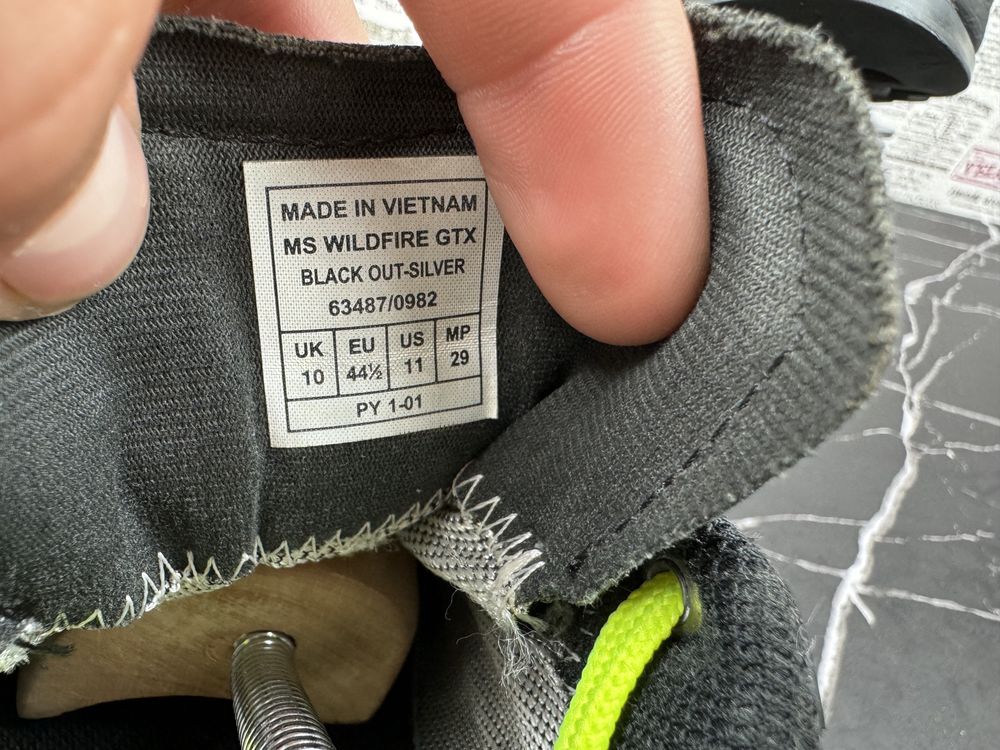 MADE IN VIETNAM
MS WILDFIRE GTX
BLACK OUT-SILVER
63487/0982
UK EU US MP
10 44½ 11 29
PY 1-01